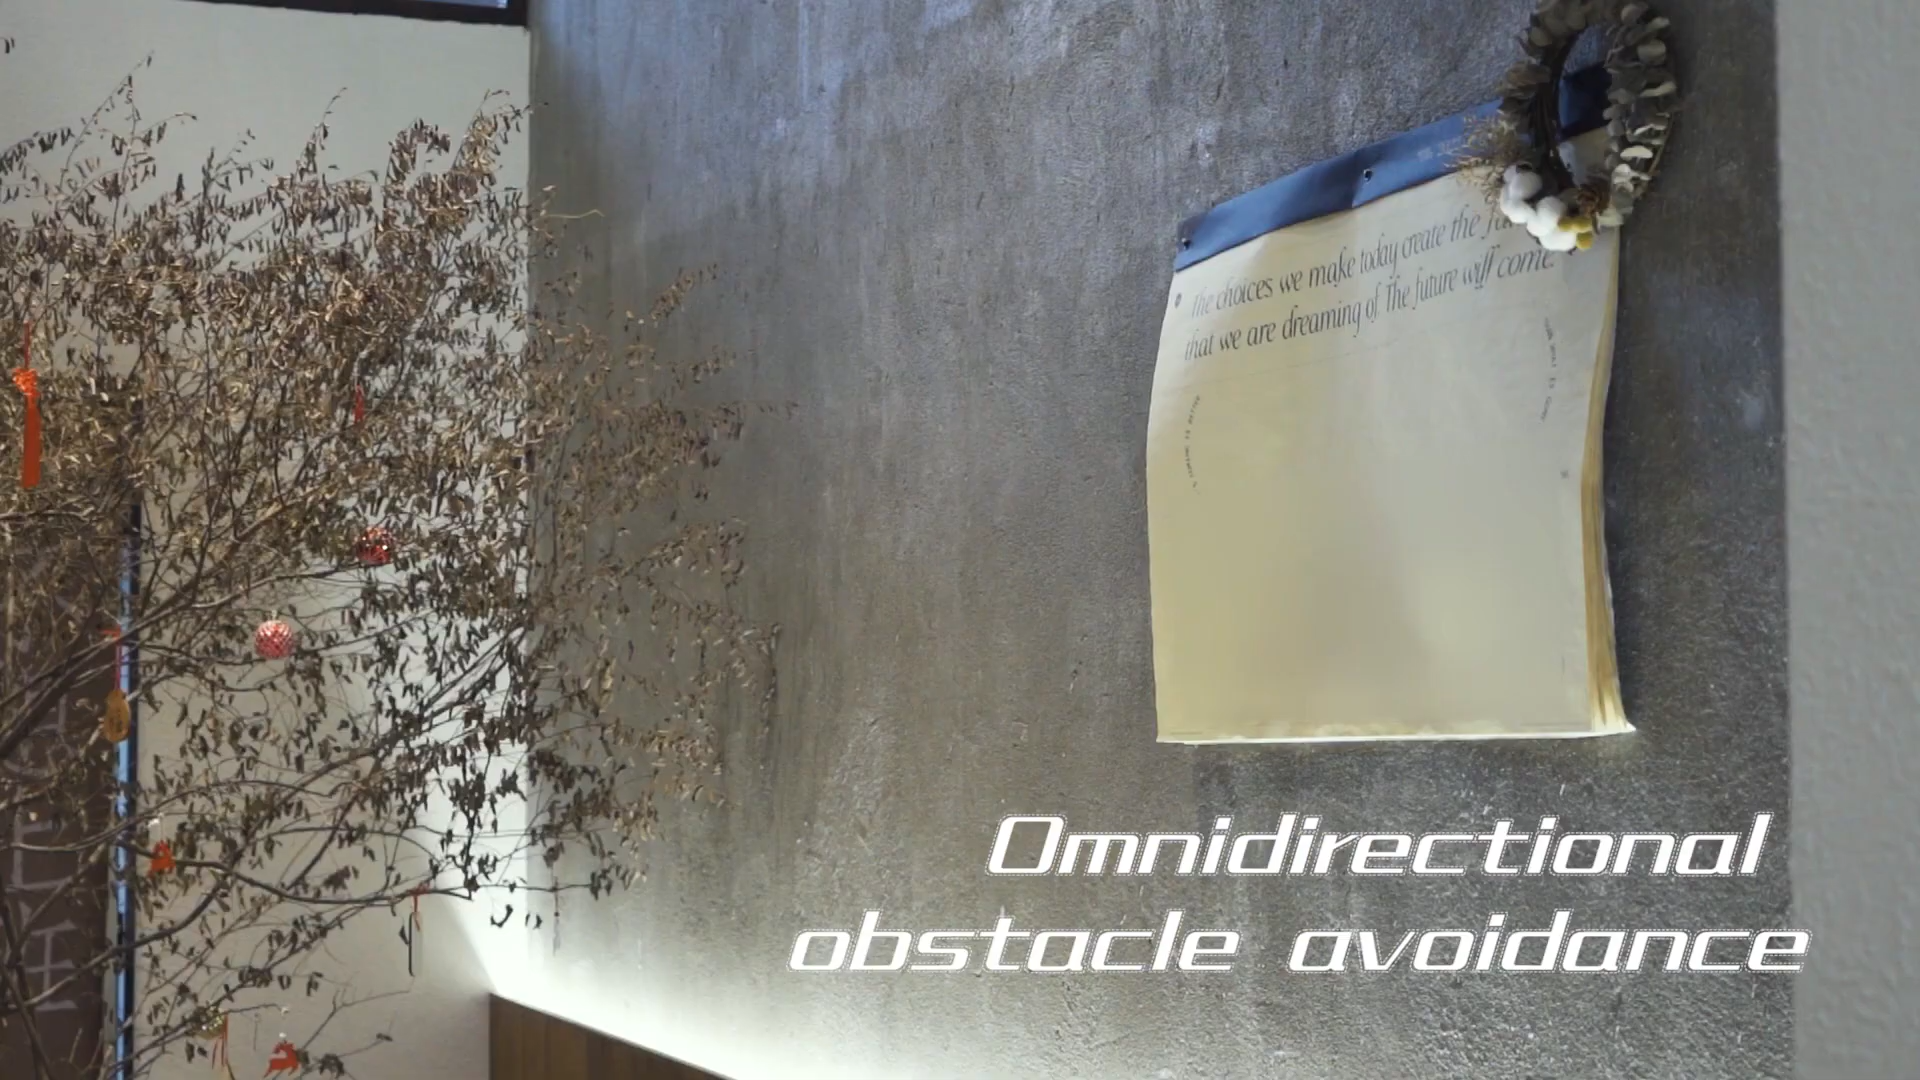 The choices we make today create the
that we are dreaming of. The future will come.
Omnidirectional
obstacle avoidance